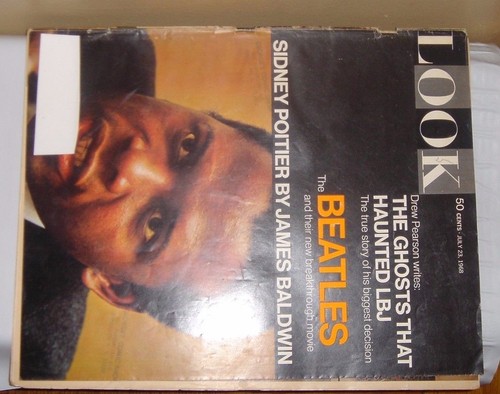 LOOK
50 CENTS · JULY 23, 1968
Drew Pearson writes:
THE GHOSTS THAT
HAUNTED LBJ
The true story of his biggest decision
The
BEATLES
and their new breakthrough movie
SIDNEY POITIER BY JAMES BALDWIN